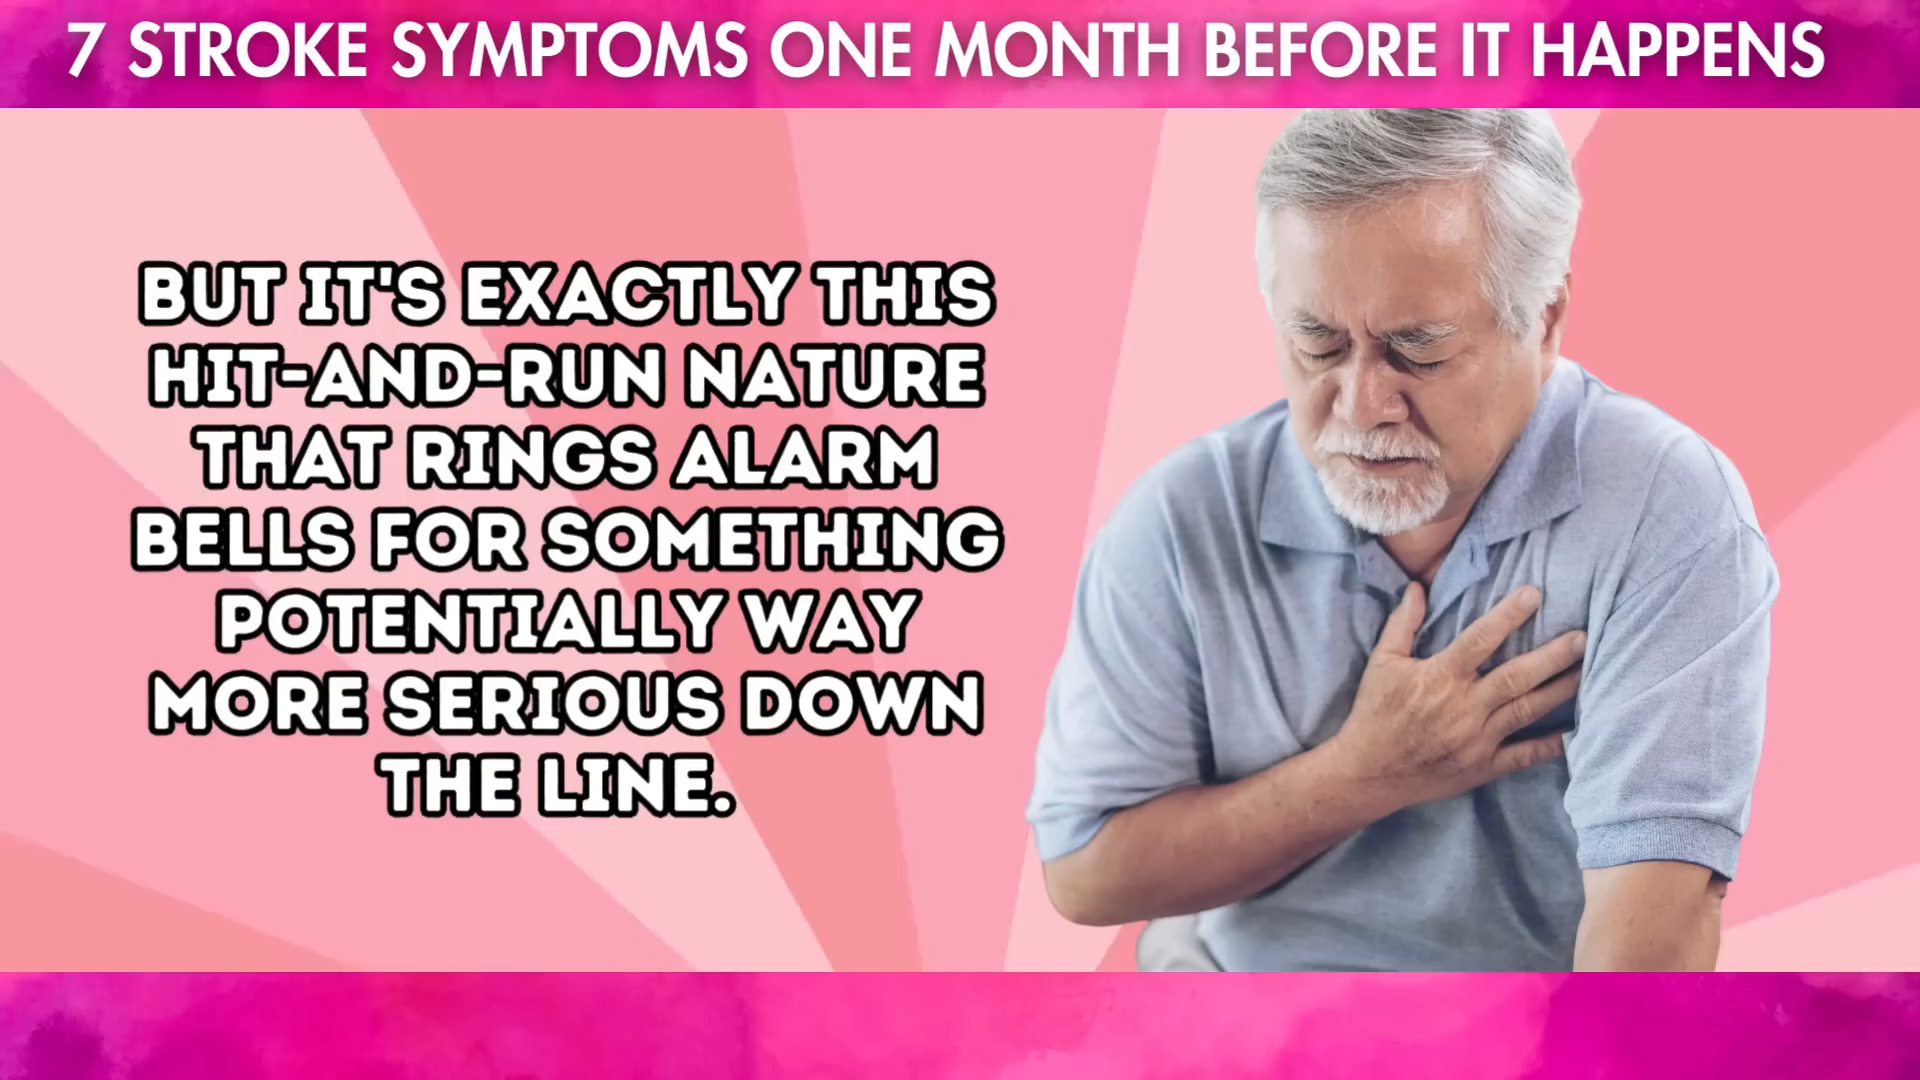 7 STROKE SYMPTOMS ONE MONTH BEFORE IT HAPPENS
BUT IT'S EXACTLY THIS
HIT-AND-RUN NATURE
THAT RINGS ALARM
BELLS FOR SOMETHING
POTENTIALLY WAY
MORE SERIOUS DOWN
THE LINE.